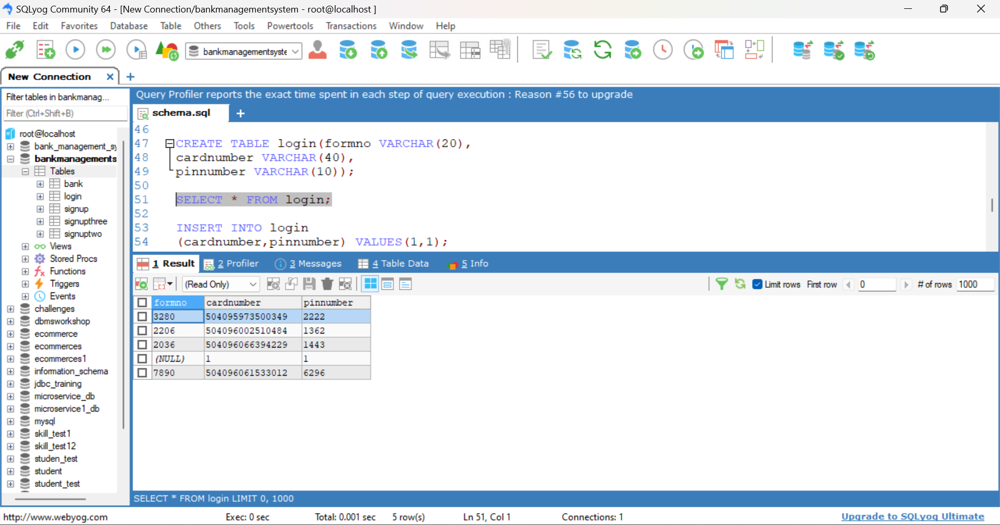 SQLyog Community 64 - [New Connection/bankmanagementsystem - root@localhost ]
File Edit Favorites Database Table Others Tools Powertools Transactions Window Help
bankmanagementsyste
New Connection
Filter tables in bankmanag...
Filter (Ctrl+Shift+B)
root@localhost
bank_management_sy
bankmanagements
Tables
bank
login
signup
signupthree
signuptwo
Views
Stored Procs
Functions
Triggers
Events
challenges
dbmsworkshop
ecommerce
ecommerces
ecommerces1
information_schema
jdbc_training
microservice_db
microservice1_db
mysql
skill_test1
skill_test12
studen_test
student
student_test
Query Profiler reports the exact time spent in each step of query execution : Reason #56 to upgrade
schema.sql
46
47 CREATE TABLE login(formno VARCHAR(20),
48 cardnumber VARCHAR(40),
49 pinnumber VARCHAR(10));
50
51 SELECT * FROM login;
52
53 INSERT INTO login
54 (cardnumber,pinnumber) VALUES(1,1);
1 Result 2 Profiler 3 Messages 4 Table Data 5 Info
(Read Only) Limit rows First row 0 # of rows 1000
formno cardnumber pinnumber
3280 504095973500349 2222
2206 504096002510484 1362
2036 504096066394229 1443
(NULL) 1 1
7890 504096061533012 6296
SELECT * FROM login LIMIT 0, 1000
http://www.webyog.com Exec: 0 sec Total: 0.001 sec 5 row(s) Ln 51, Col 1 Connections: 1 Upgrade to SQLyog Ultimate